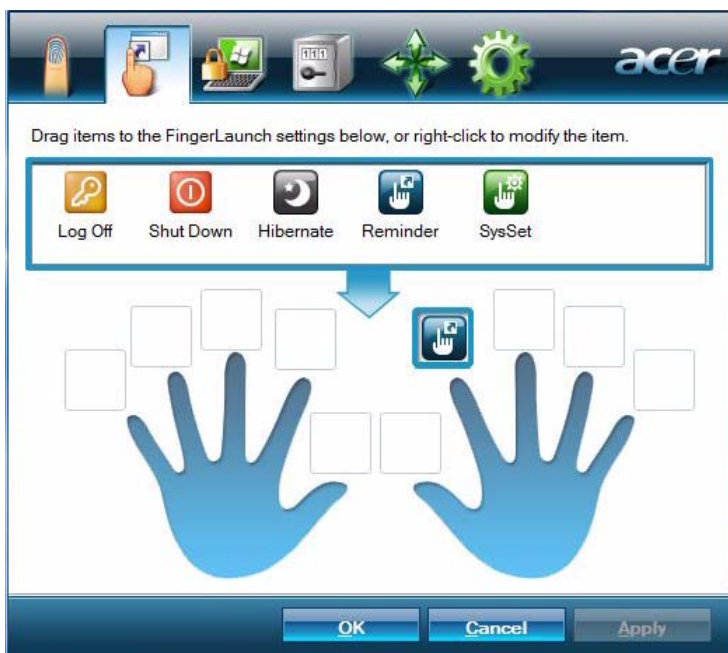 acer
Drag items to the FingerLaunch settings below, or right-click to modify the item.
Log Off Shut Down Hibernate Reminder SysSet
OK Cancel Apply